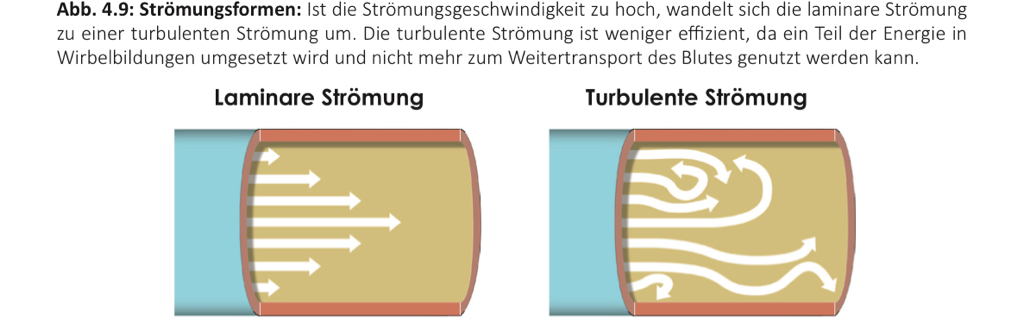 Abb. 4.9: Strömungsformen: Ist die Strömungsgeschwindigkeit zu hoch, wandelt sich die laminare Strömung
zu einer turbulenten Strömung um. Die turbulente Strömung ist weniger effizient, da ein Teil der Energie in
Wirbelbildungen umgesetzt wird und nicht mehr zum Weitertransport des Blutes genutzt werden kann.
Laminare Strömung
Turbulente Strömung